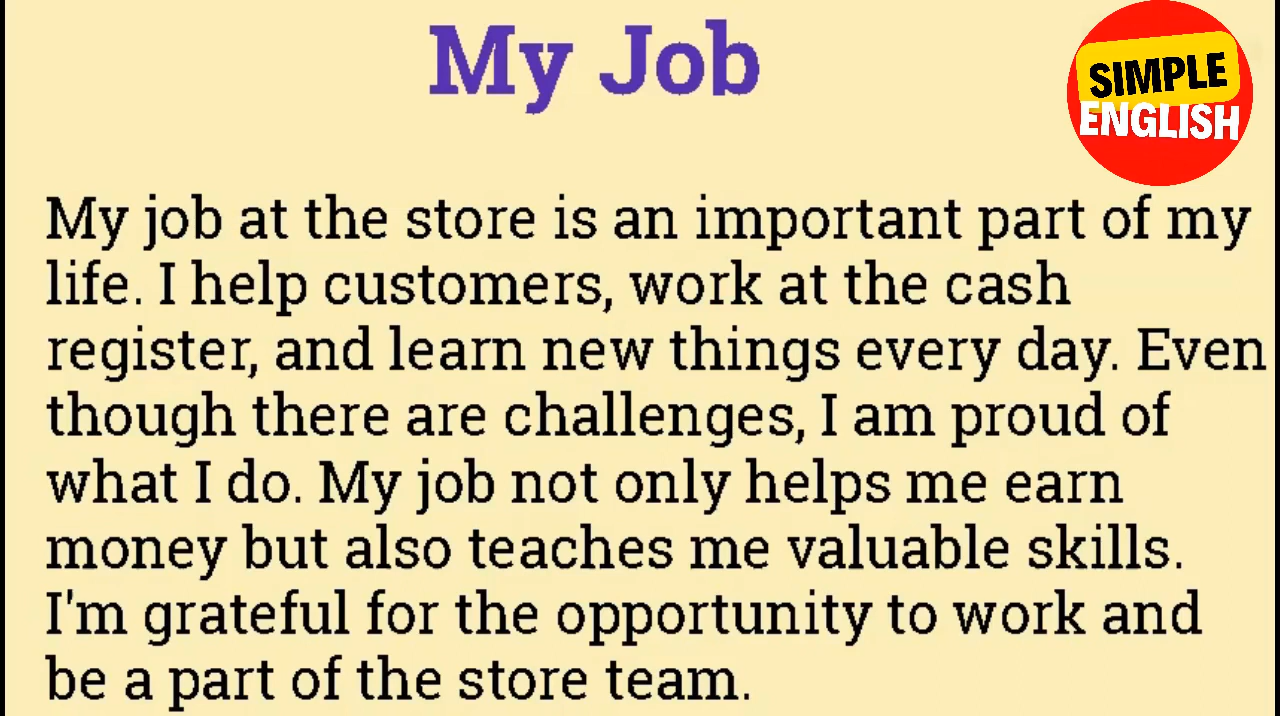 My Job
SIMPLE
ENGLISH
My job at the store is an important part of my
life. I help customers, work at the cash
register, and learn new things every day. Even
though there are challenges, I am proud of
what I do. My job not only helps me earn
money but also teaches me valuable skills.
I'm grateful for the opportunity to work and
be a part of the store team.